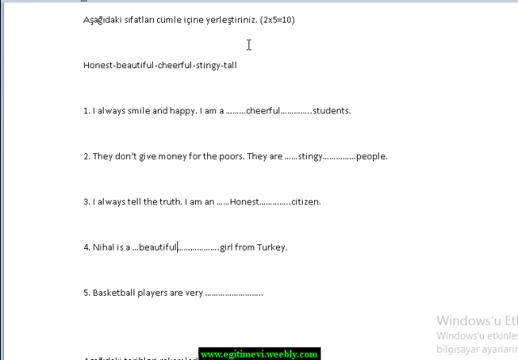 Aşağıdaki sıfatları cümle içine yerleştiriniz. (2x5=10)
Honest-beautiful-cheerful-stingy-tall
1. I always smile and happy. I am a ………cheerful…………..students.
2. They don't give money for the poors. They are ……stingy…………people.
3. I always tell the truth. I am an …..Honest…………..citizen.
4. Nihal is a …beautiful……………..girl from Turkey.
5. Basketball players are very …………………….
Windows'u Et
Windows'u etkinleş
bilgisayar ayarların
www.egitimevi.weebly.com